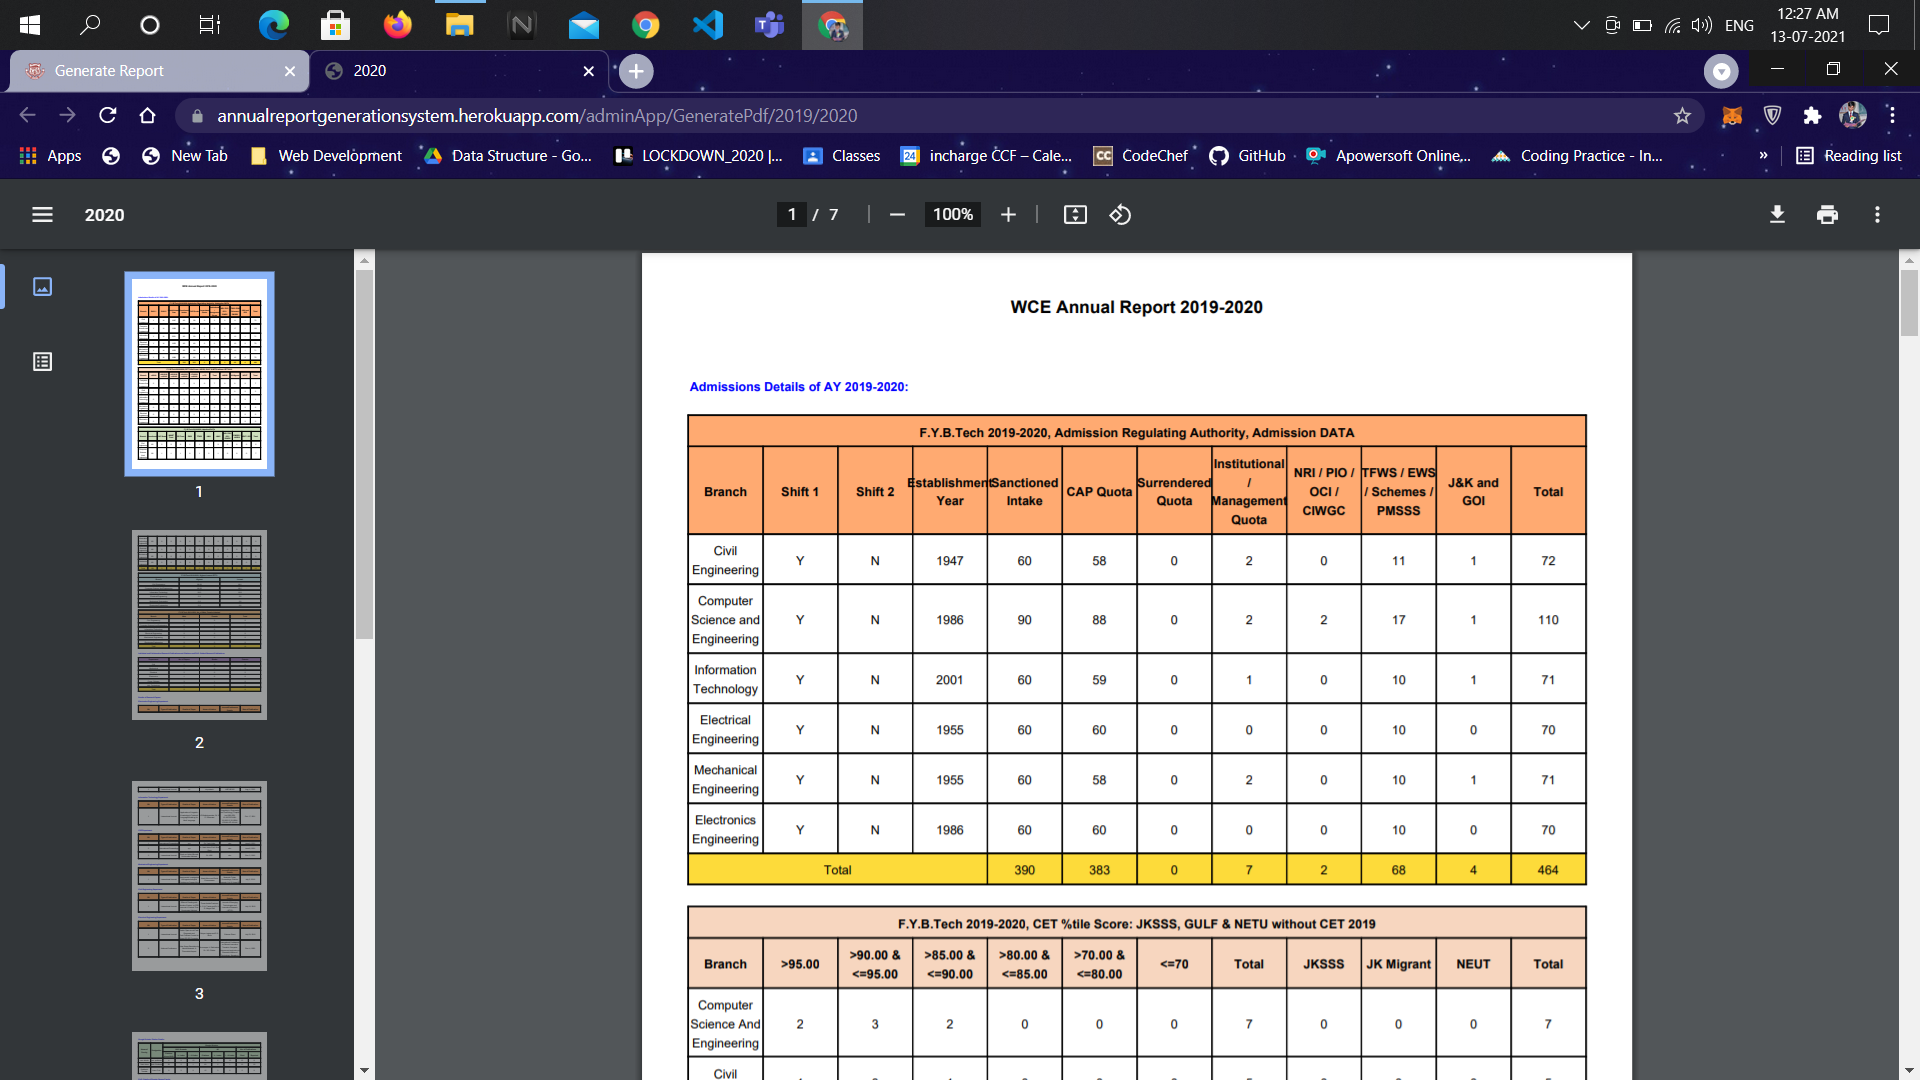 ENG
12:27 AM
13-07-2021
Generate Report
2020
annualreportgenerationsystem.herokuapp.com/adminApp/GeneratePdf/2019/2020
Apps
New Tab
Web Development
Data Structure - Go...
LOCKDOWN_2020 |...
Classes
24
incharge CCF – Cale...
CC
CodeChef
GitHub
Apowersoft Online,...
Coding Practice - In...
»
Reading list
2020
1 / 7
100%
1
2
3
WCE Annual Report 2019-2020
Admissions Details of AY 2019-2020:
F.Y.B.Tech 2019-2020, Admission Regulating Authority, Admission DATA
Branch Shift 1 Shift 2 Establishment Year Sanctioned Intake CAP Quota Surrendered Quota Institutional / Management Quota NRI / PIO / OCI / CIWGC TFWS / EWS / Schemes / PMSSS J&K and GOI Total
Civil Engineering Y N 1947 60 58 0 2 0 11 1 72
Computer Science and Engineering Y N 1986 90 88 0 2 2 17 1 110
Information Technology Y N 2001 60 59 0 1 0 10 1 71
Electrical Engineering Y N 1955 60 60 0 0 0 10 0 70
Mechanical Engineering Y N 1955 60 58 0 2 0 10 1 71
Electronics Engineering Y N 1986 60 60 0 0 0 10 0 70
Total 390 383 0 7 2 68 4 464
F.Y.B.Tech 2019-2020, CET %tile Score: JKSSS, GULF & NETU without CET 2019
Branch >95.00 >90.00 & <=95.00 >85.00 & <=90.00 >80.00 & <=85.00 >70.00 & <=80.00 <=70 Total JKSSS JK Migrant NEUT Total
Computer Science And Engineering 2 3 2 0 0 0 7 0 0 0 7
Civil